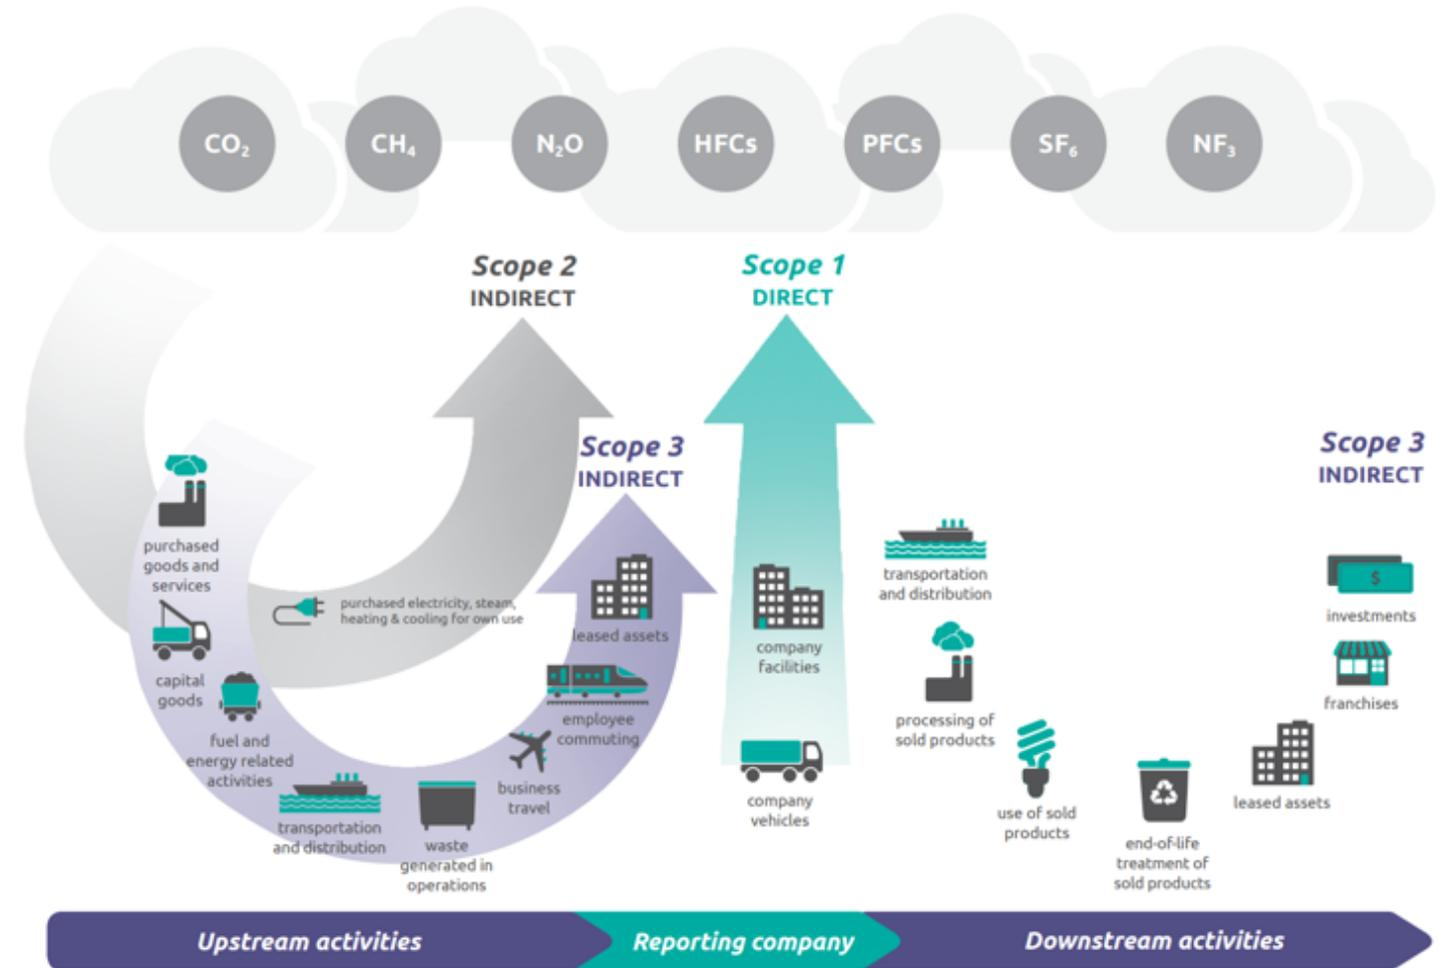 CO₂
CH₄
N₂O
HFCs
PFCs
SF₆
NF₃
Scope 2
INDIRECT
Scope 1
DIRECT
Scope 3
INDIRECT
Scope 3
INDIRECT
purchased
goods and
services
capital
goods
fuel and
energy related
activities
purchased electricity, steam,
heating & cooling for own use
transportation
and distribution
waste
generated in
operations
business
travel
employee
commuting
leased assets
company
facilities
company
vehicles
transportation
and distribution
processing of
sold products
use of sold
products
end-of-life
treatment of
sold products
leased assets
franchises
$
investments
Upstream activities
Reporting company
Downstream activities